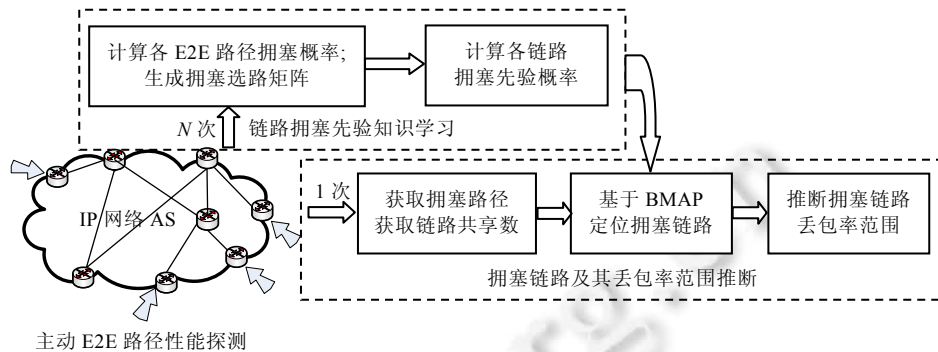 计算各 E2E 路径拥塞概率;
生成拥塞选路矩阵
计算各链路
拥塞先验概率
N 次
链路拥塞先验知识学习
IP 网络 AS
1 次
获取拥塞路径
获取链路共享数
基于 BMAP
定位拥塞链路
推断拥塞链路
丢包率范围
拥塞链路及其丢包率范围推断
主动 E2E 路径性能探测